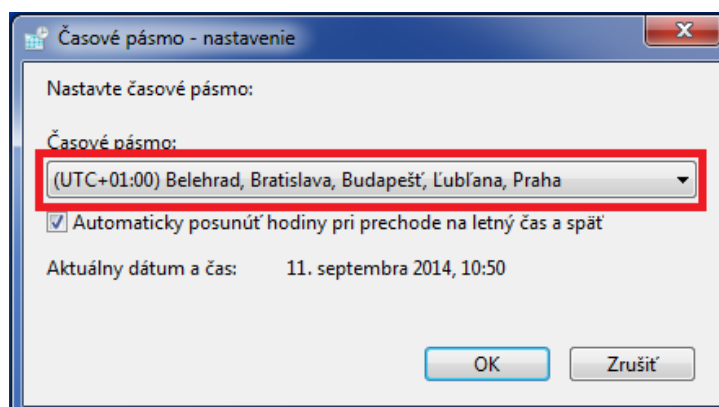 Časové pásmo - nastavenie
Nastavte časové pásmo:
Časové pásmo:
(UTC+01:00) Belehrad, Bratislava, Budapešť, Ľubľana, Praha
Automaticky posunúť hodiny pri prechode na letný čas a späť
Aktuálny dátum a čas: 11. septembra 2014, 10:50
OK Zrušiť